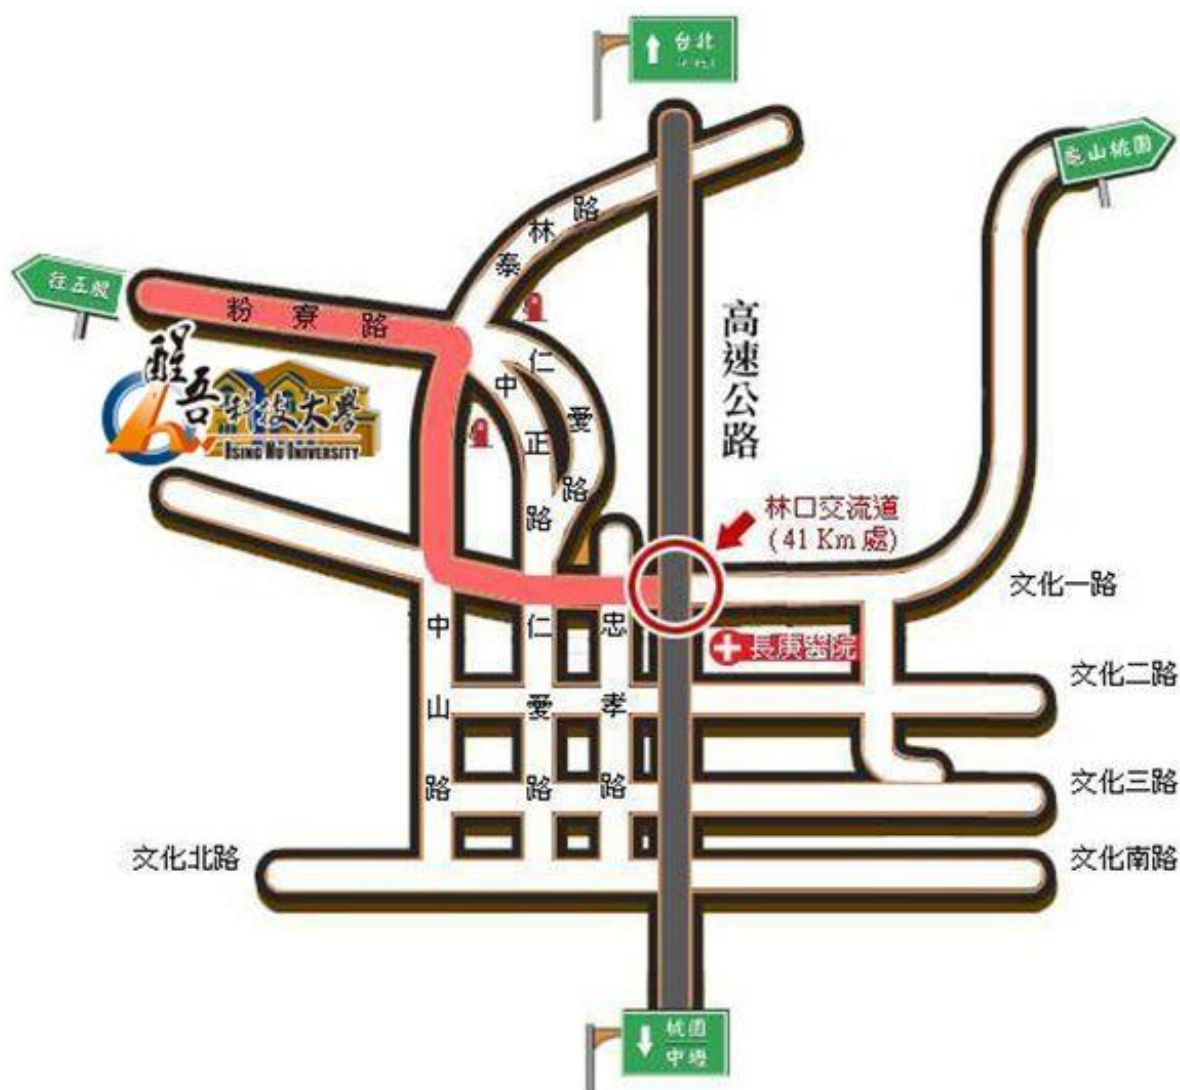 台北
龜山桃園
往五股
泰林路
粉寮路
仁愛路
中正路
高速公路
醒吾科技大學
HSING WU UNIVERSITY
林口交流道
(41 Km 處)
文化一路
長庚醫院
中山路
仁愛路
忠孝路
文化二路
文化三路
文化北路
文化南路
桃園
中壢